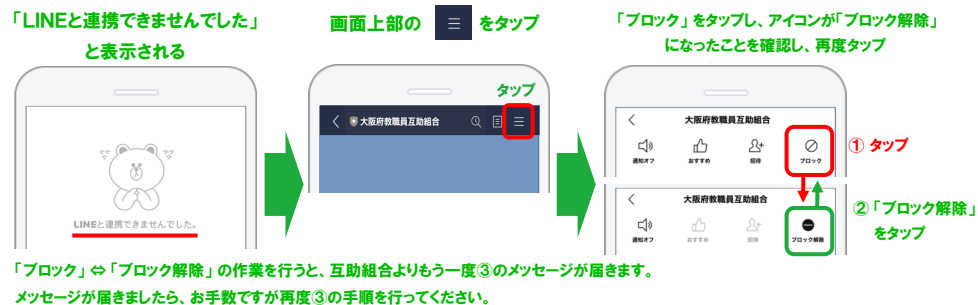 「LINEと連携できませんでした」
と表示される
LINEと連携できませんでした。
画面上部の ☰ をタップ
タップ
大阪府教職員互助組合
「ブロック」をタップし、アイコンが「ブロック解除」
になったことを確認し、再度タップ
大阪府教職員互助組合
通知オフ おすすめ 招待 ブロック
① タップ
大阪府教職員互助組合
通知オフ おすすめ 招待 ブロック解除
②「ブロック解除」
をタップ
「ブロック」⇔「ブロック解除」の作業を行うと、互助組合よりもう一度③のメッセージが届きます。
メッセージが届きましたら、お手数ですが再度③の手順を行ってください。